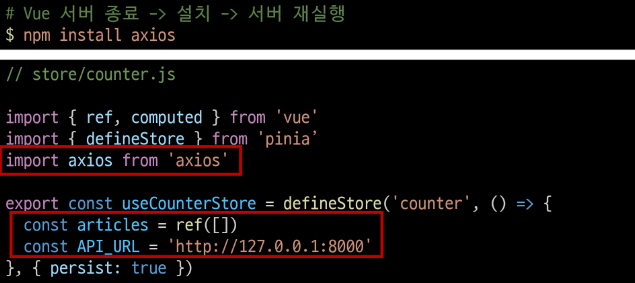 # Vue 서버 종료 -> 설치 -> 서버 재실행
$ npm install axios
// store/counter.js
import { ref, computed } from 'vue'
import { defineStore } from 'pinia’
import axios from 'axios'
export const useCounterStore = defineStore('counter', () => {
const articles = ref([])
const API_URL = 'http://127.0.0.1:8000'
}, { persist: true })